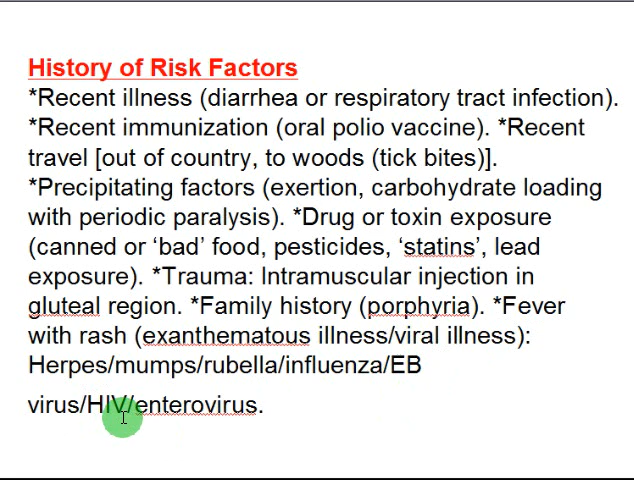 History of Risk Factors
*Recent illness (diarrhea or respiratory tract infection).
*Recent immunization (oral polio vaccine). *Recent
travel [out of country, to woods (tick bites)].
*Precipitating factors (exertion, carbohydrate loading
with periodic paralysis). *Drug or toxin exposure
(canned or ‘bad’ food, pesticides, ‘statins’, lead
exposure). *Trauma: Intramuscular injection in
gluteal region. *Family history (porphyria). *Fever
with rash (exanthematous illness/viral illness):
Herpes/mumps/rubella/influenza/EB
virus/HIV/enterovirus.